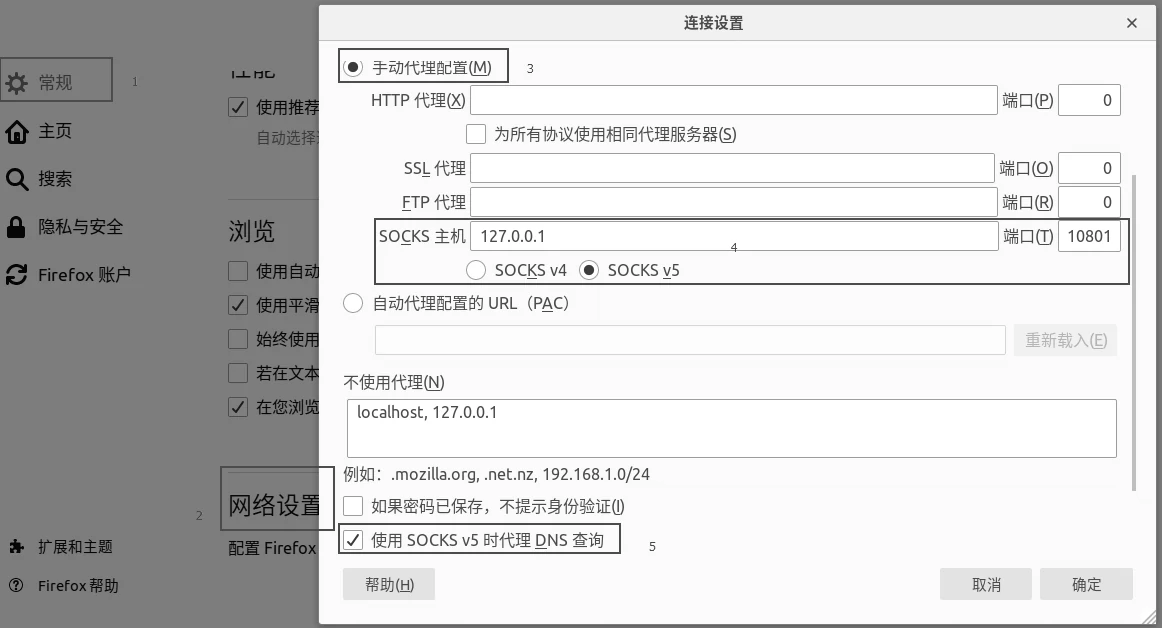 连接设置
常规
1
主页
搜索
隐私与安全
Firefox 账户
扩展和主题
Firefox 帮助
性能
使用推荐
自动选择
浏览
使用自动
使用平滑
始终使用
若在文本
在您浏览
2
网络设置
配置 Firefox
手动代理配置(M)
3
HTTP 代理(X)
端口(P)
0
为所有协议使用相同代理服务器(S)
SSL 代理
端口(O)
0
FTP 代理
端口(R)
0
SOCKS 主机
127.0.0.1
端口(T)
10801
4
SOCKS v4
SOCKS v5
自动代理配置的 URL（PAC）
重新载入(E)
不使用代理(N)
localhost, 127.0.0.1
例如：.mozilla.org, .net.nz, 192.168.1.0/24
如果密码已保存，不提示身份验证(I)
使用 SOCKS v5 时代理 DNS 查询
5
帮助(H)
取消
确定